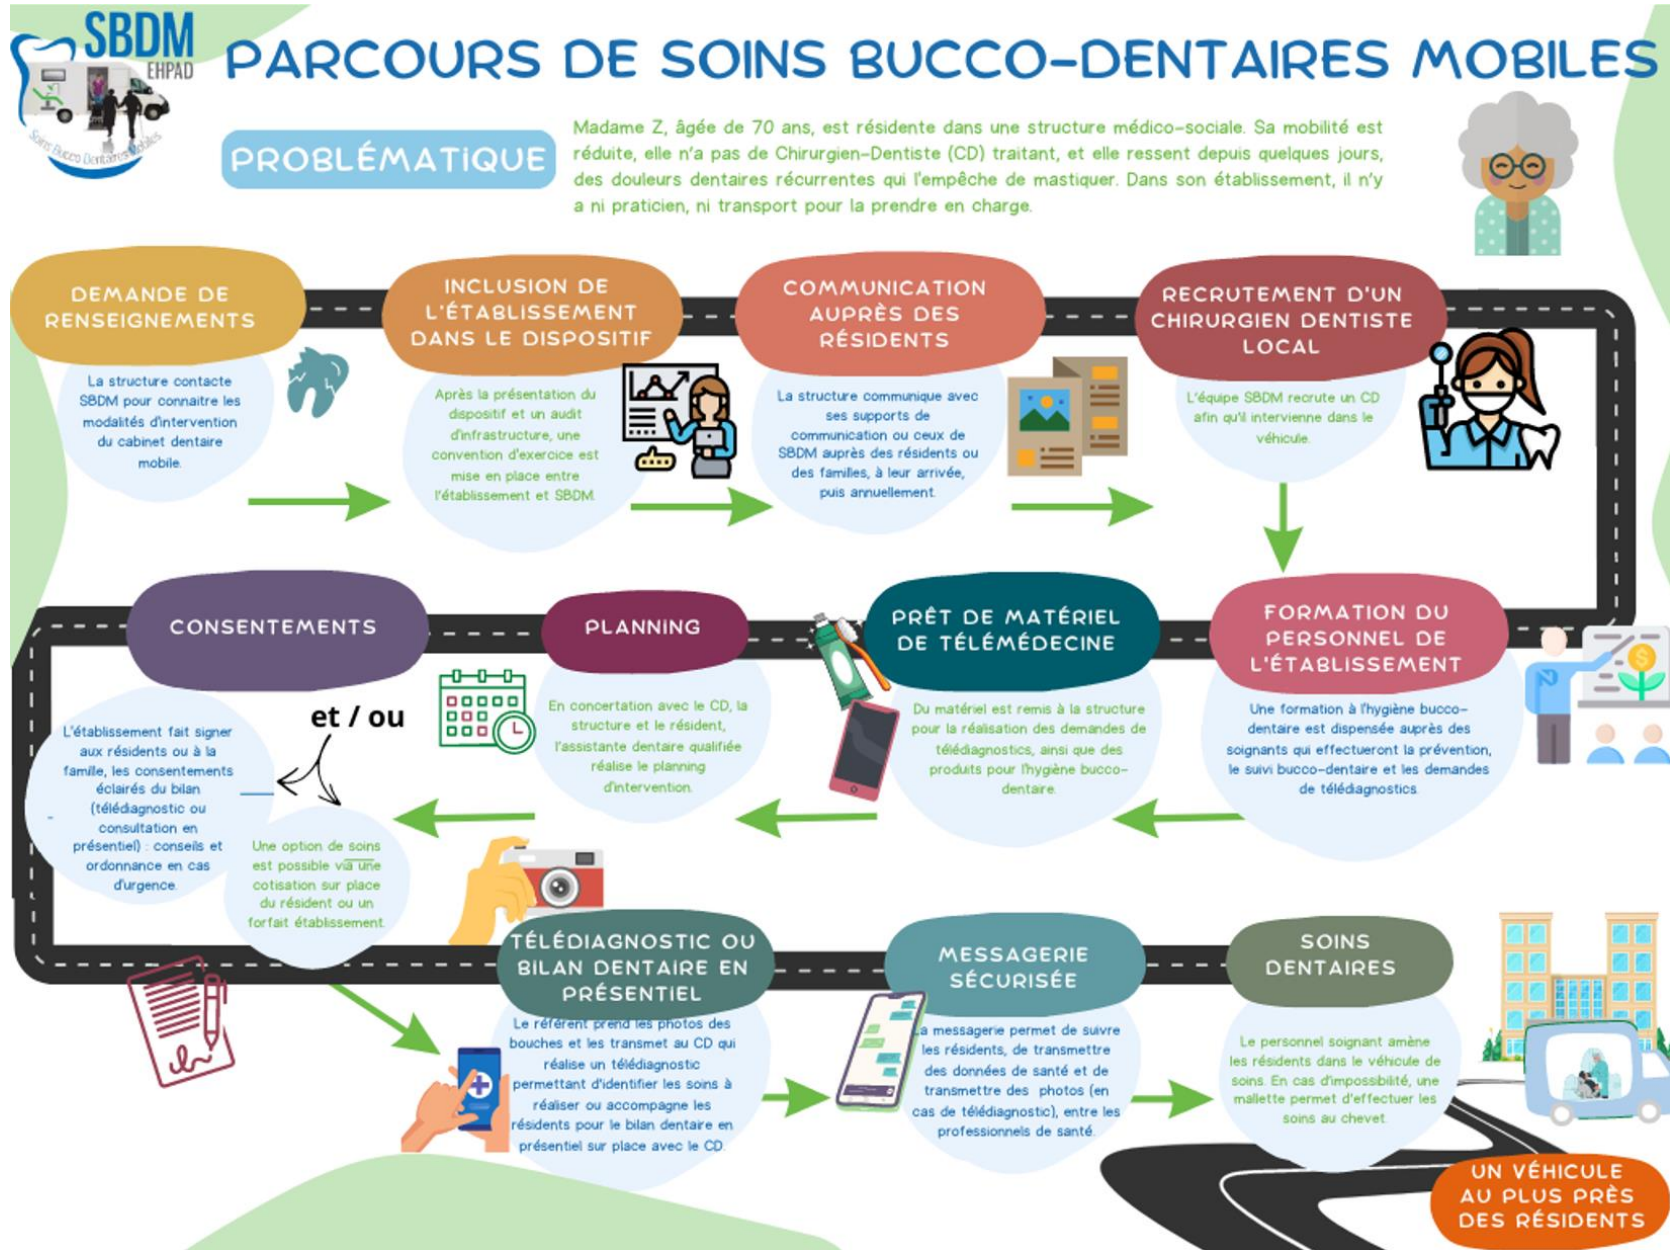 SBDM
EHPAD
Soins Bucco Dentaires Mobiles
PARCOURS DE SOINS BUCCO-DENTAIRES MOBILES
PROBLÉMATIQUE
Madame Z, âgée de 70 ans, est résidente dans une structure médico-sociale. Sa mobilité est
réduite, elle n'a pas de Chirurgien-Dentiste (CD) traitant, et elle ressent depuis quelques jours,
des douleurs dentaires récurrentes qui l'empêche de mastiquer. Dans son établissement, il n'y
a ni praticien, ni transport pour la prendre en charge.
DEMANDE DE
RENSEIGNEMENTS
La structure contacte
SBDM pour connaitre les
modalités d'intervention
du cabinet dentaire
mobile.
INCLUSION DE
L'ÉTABLISSEMENT
DANS LE DISPOSITIF
Après la présentation du
dispositif et un audit
d'infrastructure, une
convention d'exercice est
mise en place entre
l'établissement et SBDM.
COMMUNICATION
AUPRÈS DES
RÉSIDENTS
La structure communique avec
ses supports de
communication ou ceux de
SBDM auprès des résidents ou
des familles, à leur arrivée,
puis annuellement.
RECRUTEMENT D'UN
CHIRURGIEN DENTISTE
LOCAL
L'équipe SBDM recrute un CD
afin qu'il intervienne dans le
véhicule.
FORMATION DU
PERSONNEL DE
L'ÉTABLISSEMENT
Une formation à l'hygiène bucco-
dentaire est dispensée auprès des
soignants qui effectueront la prévention,
le suivi bucco-dentaire et les demandes
de télédiagnostics.
PRÊT DE MATÉRIEL
DE TÉLÉMÉDECINE
Du matériel est remis à la structure
pour la réalisation des demandes de
télédiagnostics, ainsi que des
produits pour l'hygiène bucco-
dentaire.
PLANNING
En concertation avec le CD, la
structure et le résident,
l'assistante dentaire qualifiée
réalise le planning
d'intervention.
CONSENTEMENTS
L'établissement fait signer
aux résidents ou à la
famille, les consentements
éclairés du bilan
(télédiagnostic ou
consultation en
présentiel) : conseils et
ordonnance en cas
d'urgence.
et / ou
Une option de soins
est possible via une
cotisation sur place
du résident ou un
forfait établissement.
TÉLÉDIAGNOSTIC OU
BILAN DENTAIRE EN
PRÉSENTIEL
Le référent prend les photos des
bouches et les transmet au CD qui
réalise un télédiagnostic
permettant d'identifier les soins à
réaliser ou accompagne les
résidents pour le bilan dentaire en
présentiel sur place avec le CD.
MESSAGERIE
SÉCURISÉE
La messagerie permet de suivre
les résidents, de transmettre
des données de santé et de
transmettre des photos (en
cas de télédiagnostic), entre les
professionnels de santé.
SOINS
DENTAIRES
Le personnel soignant amène
les résidents dans le véhicule de
soins. En cas d'impossibilité, une
mallette permet d'effectuer les
soins au chevet.
UN VÉHICULE
AU PLUS PRÈS
DES RÉSIDENTS